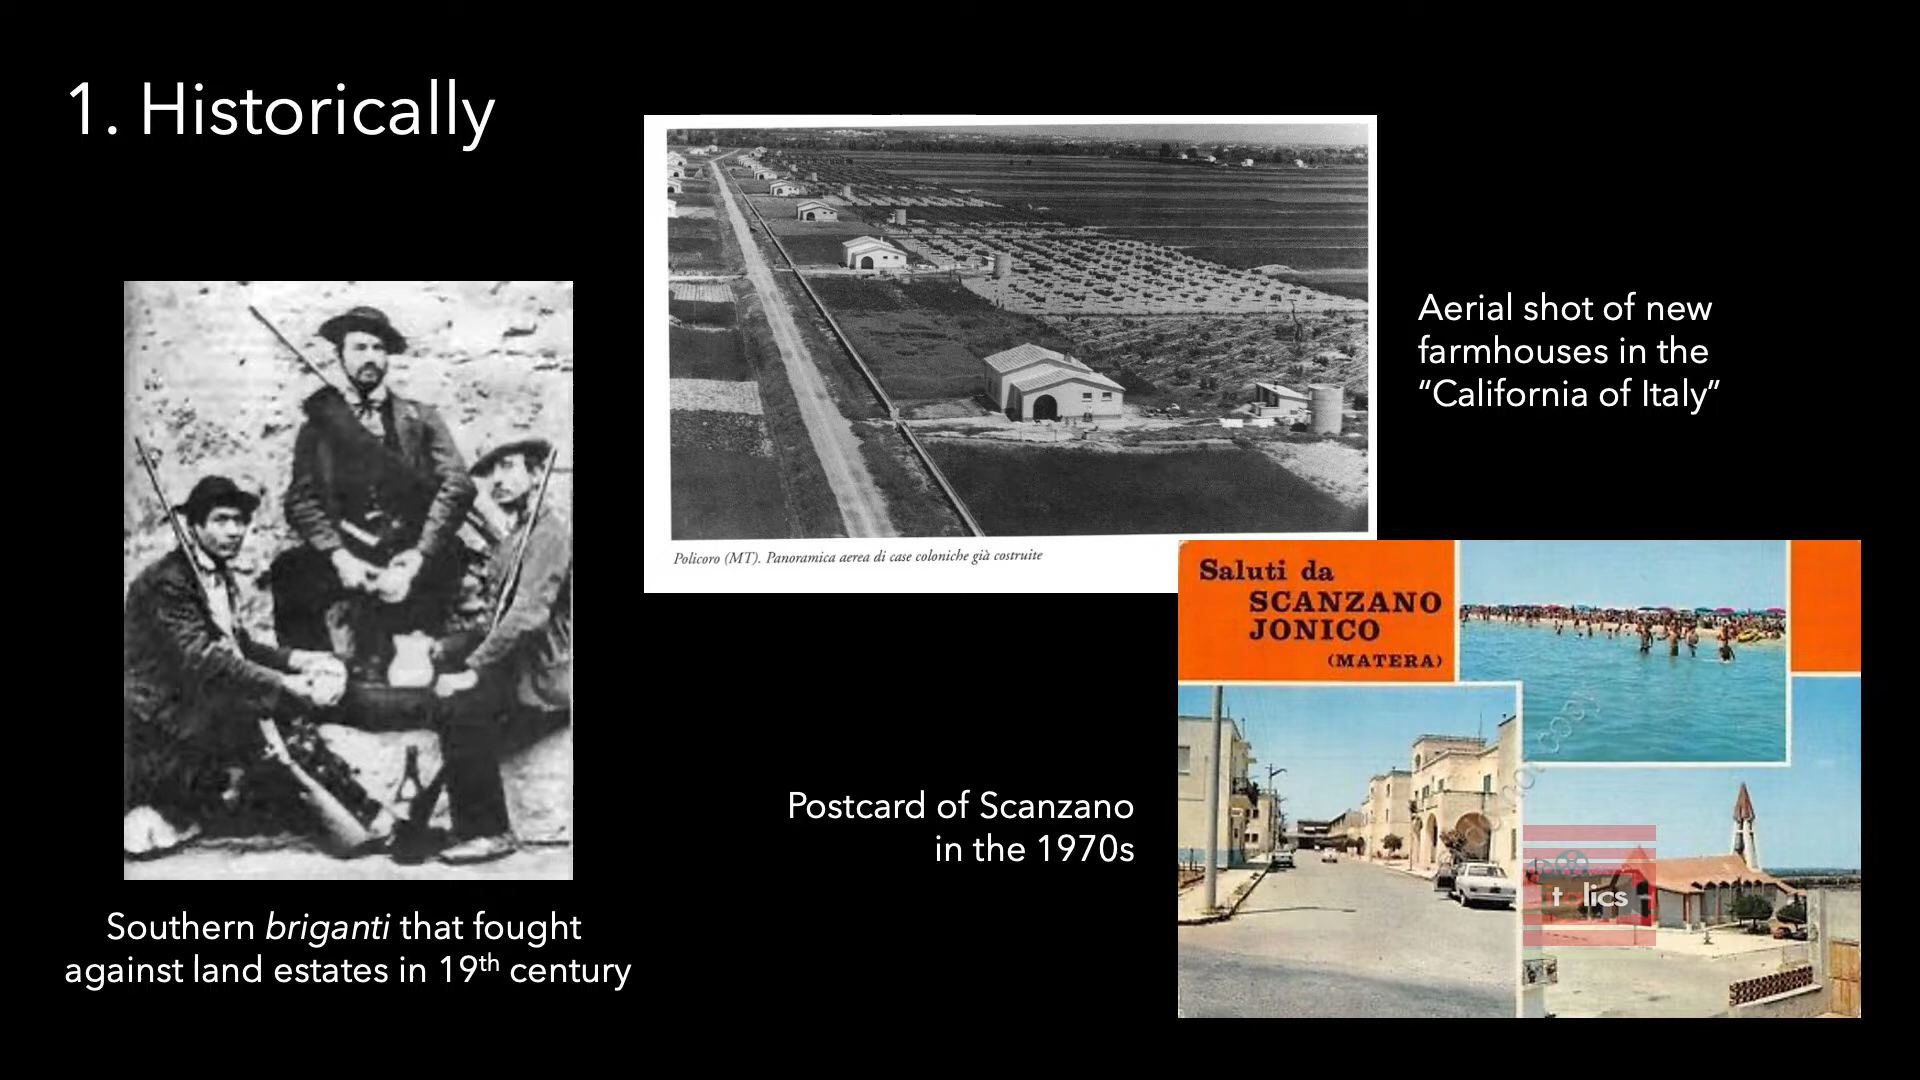 1. Historically
Policoro (MT). Panoramica aerea di case coloniche già costruite
Aerial shot of new
farmhouses in the
“California of Italy”
Saluti da
SCANZANO
JONICO
(MATERA)
Postcard of Scanzano
in the 1970s
italics
Southern briganti that fought
against land estates in 19th century